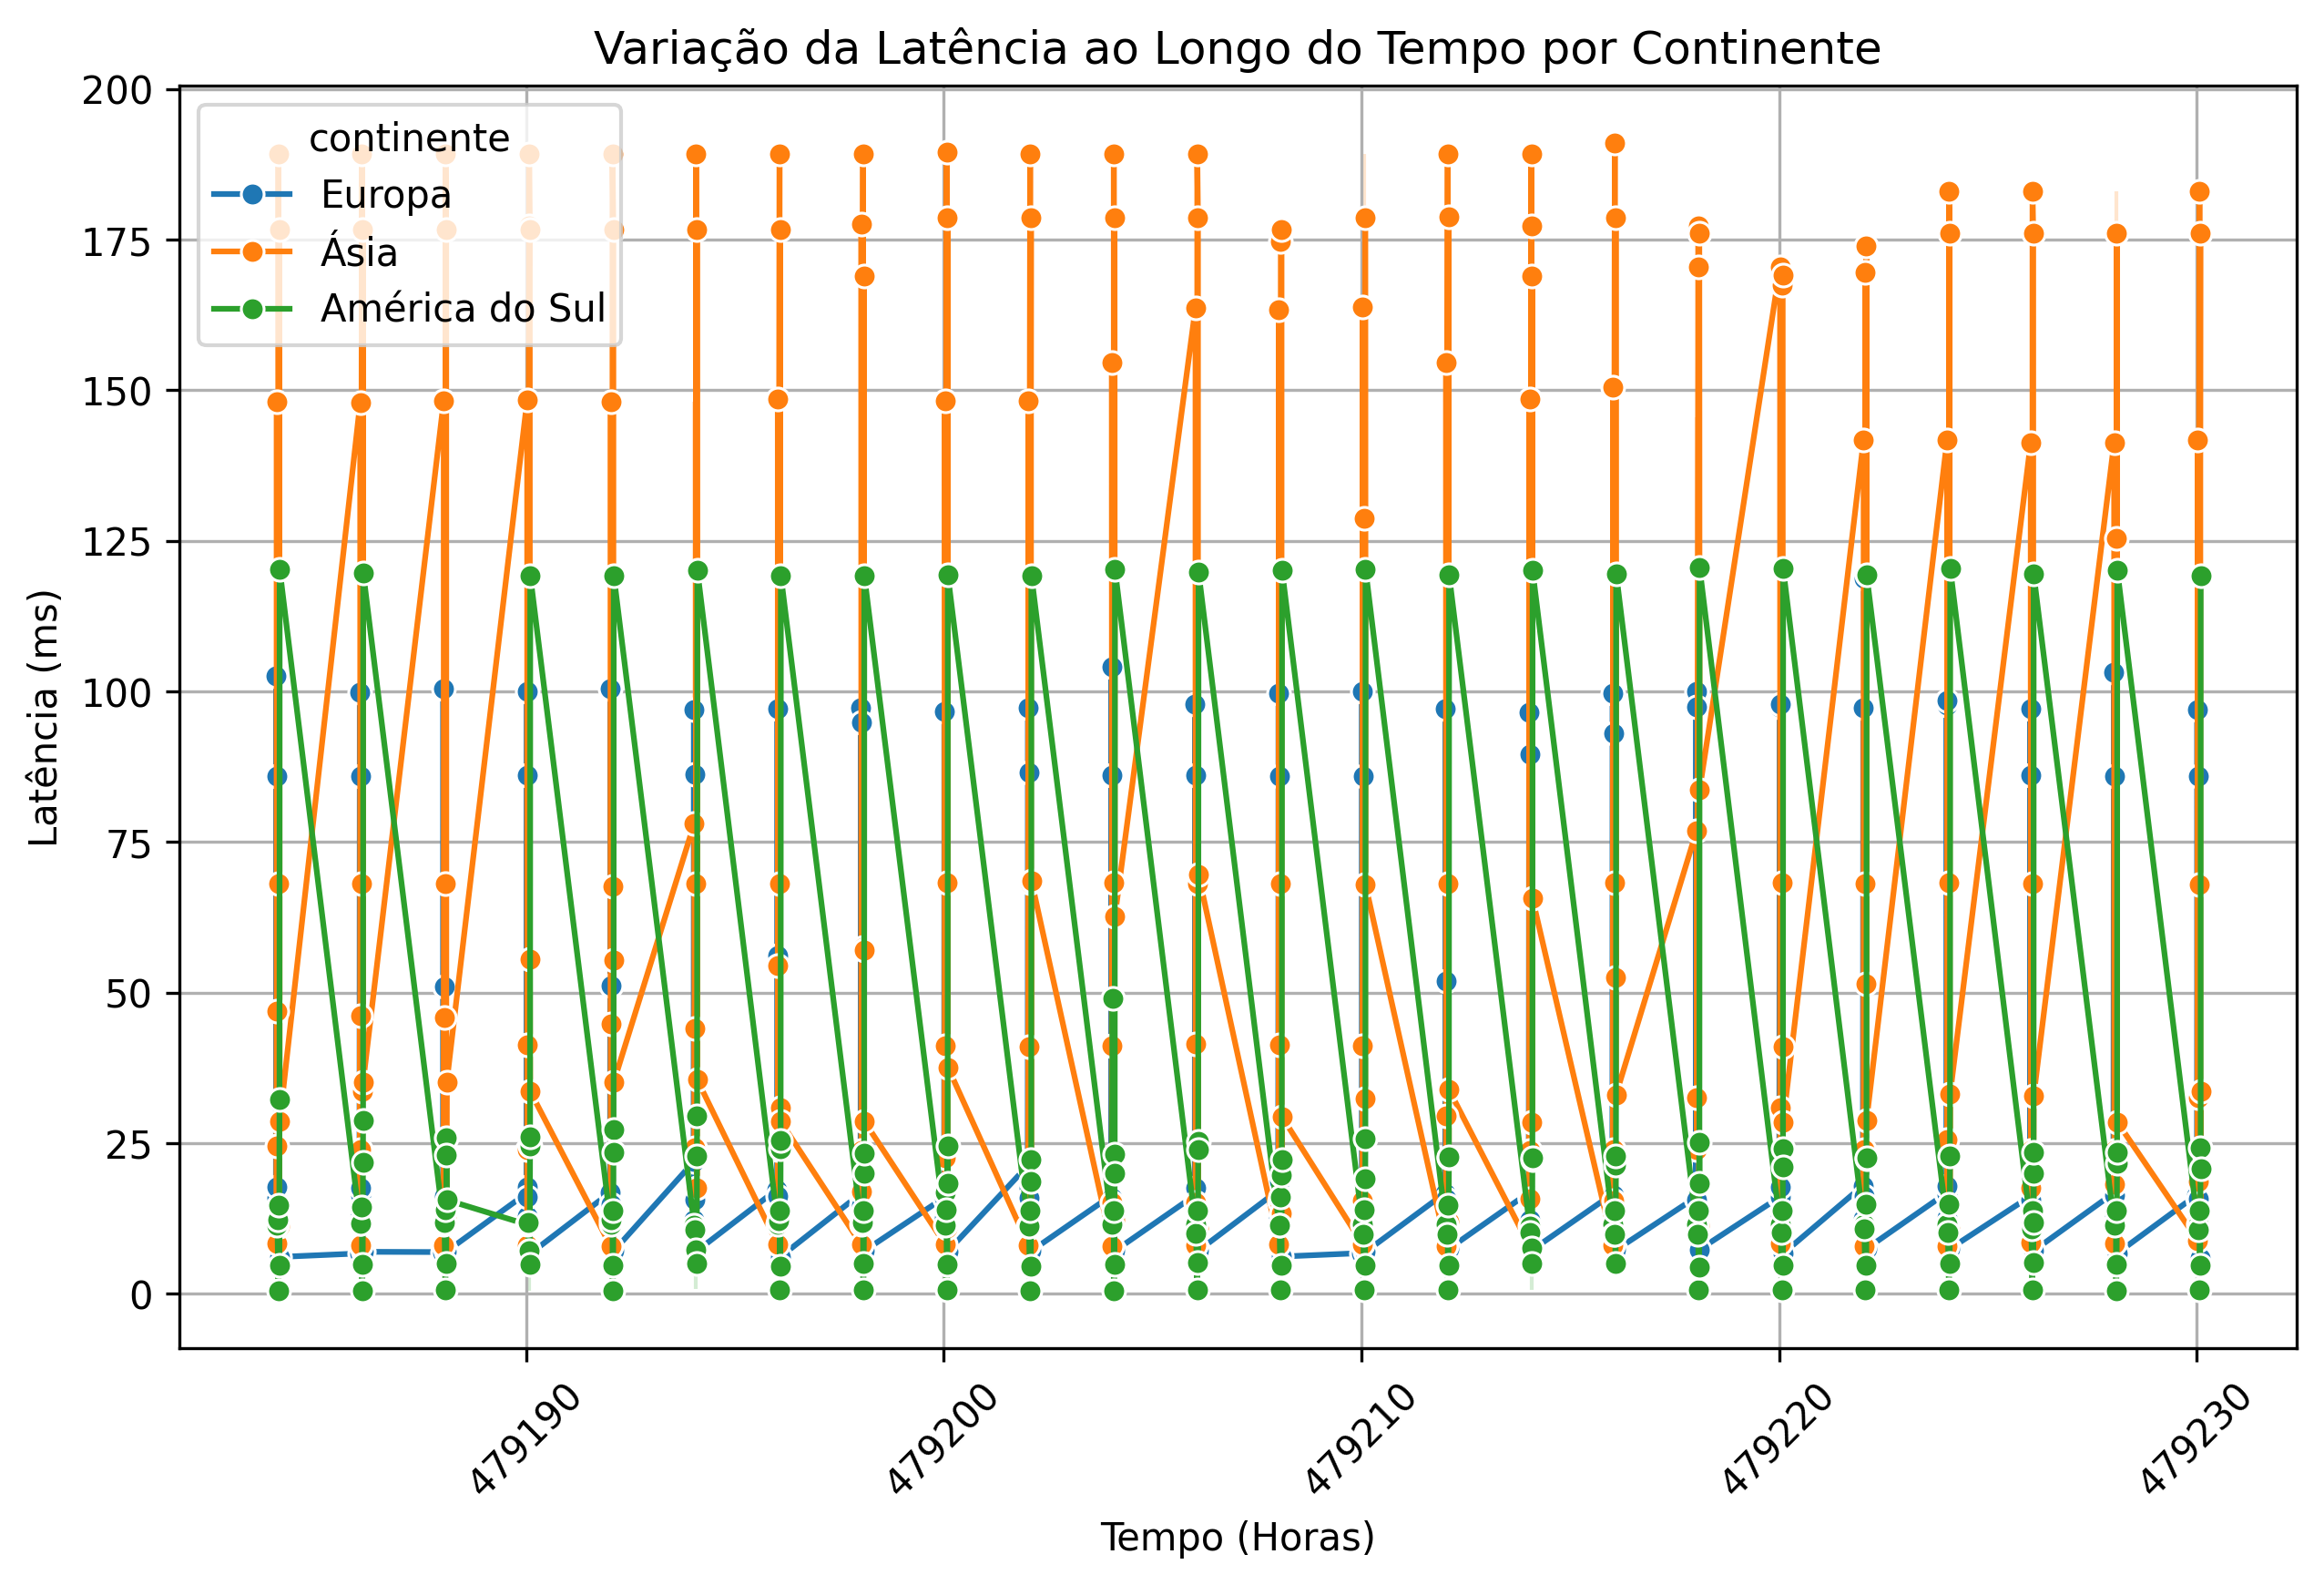 Variação da Latência ao Longo do Tempo por Continente
continente
Europa
Ásia
América do Sul
Latência (ms)
200
175
150
125
100
75
50
25
0
479190
479200
479210
479220
479230
Tempo (Horas)